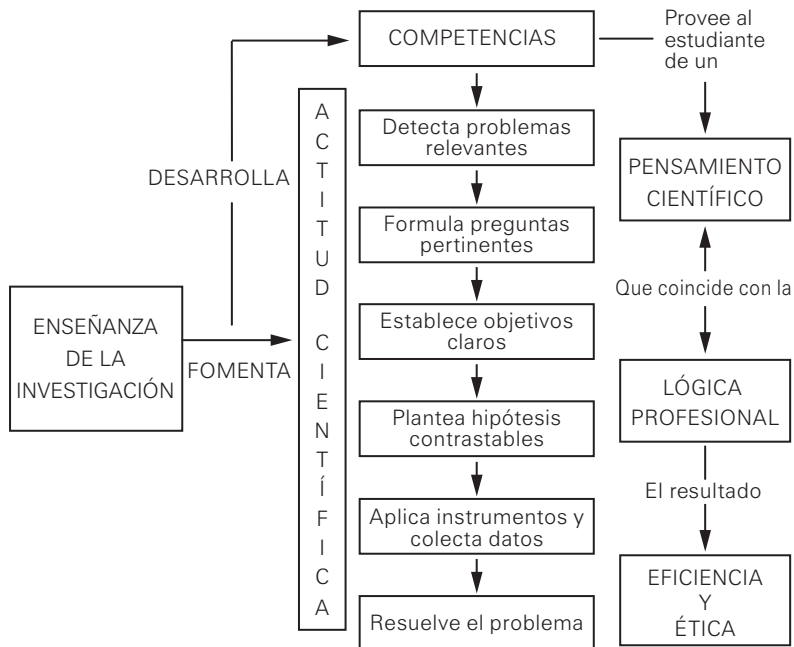 COMPETENCIAS
Provee al
estudiante
de un
DESARROLLA
ACTITUD CIENTÍFICA
Detecta problemas
relevantes
PENSAMIENTO
CIENTÍFICO
Formula preguntas
pertinentes
Que coincide con la
ENSEÑANZA
DE LA
INVESTIGACIÓN
FOMENTA
Establece objetivos
claros
LÓGICA
PROFESIONAL
Plantea hipótesis
contrastables
El resultado
Aplica instrumentos y
colecta datos
EFICIENCIA
Y
ÉTICA
Resuelve el problema